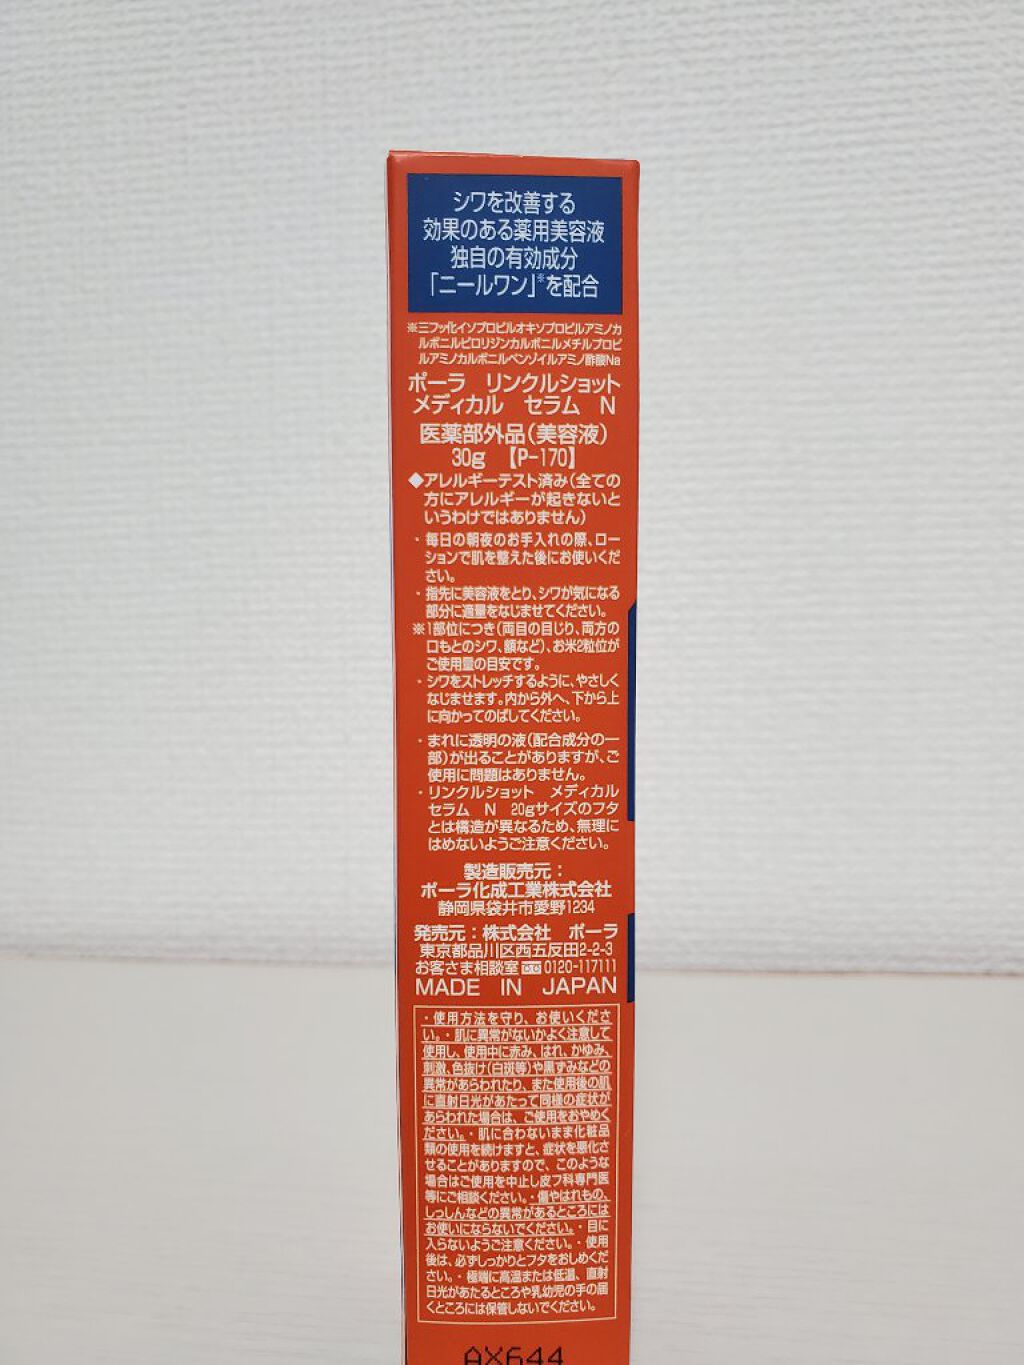 シワを改善する
効果のある薬用美容液
独自の有効成分
「ニールワン」※を配合
※三フッ化イソプロピルオキソプロピルアミノカ
ルボニルピロリジンカルボニルメチルプロピ
ルアミノカルボニルベンゾイルアミノ酢酸Na
ポーラ リンクルショット
メディカル セラム N
医薬部外品(美容液)
30g 【P-170】
◆アレルギーテスト済み(全ての
方にアレルギーが起きないと
いうわけではありません)
・毎日の朝夜のお手入れの際、ロー
ションで肌を整えた後にお使いくだ
さい。
・指先に美容液をとり、シワが気になる
部分に適量をなじませてください。
※1部位につき(両目の目じり、両方の
口もとのシワ、額など)、お米2粒位が
ご使用量の目安です。
・シワをストレッチするように、やさしく
なじませます。内から外へ、下から上
に向かってのばしてください。
・まれに透明の液(配合成分の一
部)が出ることがありますが、ご
使用に問題はありません。
・リンクルショット メディカル
セラム N 20gサイズのフタ
とは構造が異なるため、無理に
はめないようご注意ください。
製造販売元:
ポーラ化成工業株式会社
静岡県袋井市愛野1234
発売元:株式会社 ポーラ
東京都品川区西五反田2-2-3
お客さま相談室 0120-117111
MADE IN JAPAN
・使用方法を守り、お使いくださ
い。・肌に異常がないかよく注意して
使用し、使用中に赤み、はれ、かゆみ、
刺激、色抜け(白斑等)や黒ずみなどの
異常があらわれたり、また使用後の肌
に直射日光があたって同様の症状が
あらわれた場合は、ご使用をおやめく
ださい。・肌に合わないまま化粧品
類の使用を続けますと、症状を悪化さ
せることがありますので、このような
場合はご使用を中止し皮フ科専門医
等にご相談ください。・傷やはれもの、
しっしんなどの異常があるところには
お使いにならないでください。・目に
入らないようご注意ください。・使用
後は、必ずしっかりとフタをおしめくだ
さい。・極端に高温または低温、直射
日光があたるところや乳幼児の手の届
くところには保管しないでください。
AX644